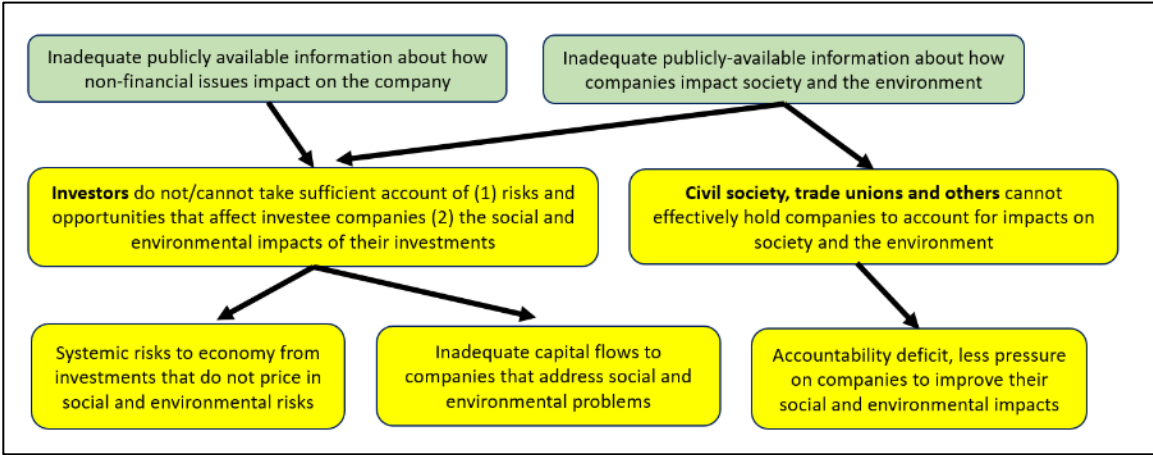 Inadequate publicly available information about how
non-financial issues impact on the company
Inadequate publicly-available information about how
companies impact society and the environment
Investors do not/cannot take sufficient account of (1) risks and
opportunities that affect investee companies (2) the social and
environmental impacts of their investments
Civil society, trade unions and others cannot
effectively hold companies to account for impacts on
society and the environment
Systemic risks to economy from
investments that do not price in
social and environmental risks
Inadequate capital flows to
companies that address social and
environmental problems
Accountability deficit, less pressure
on companies to improve their
social and environmental impacts